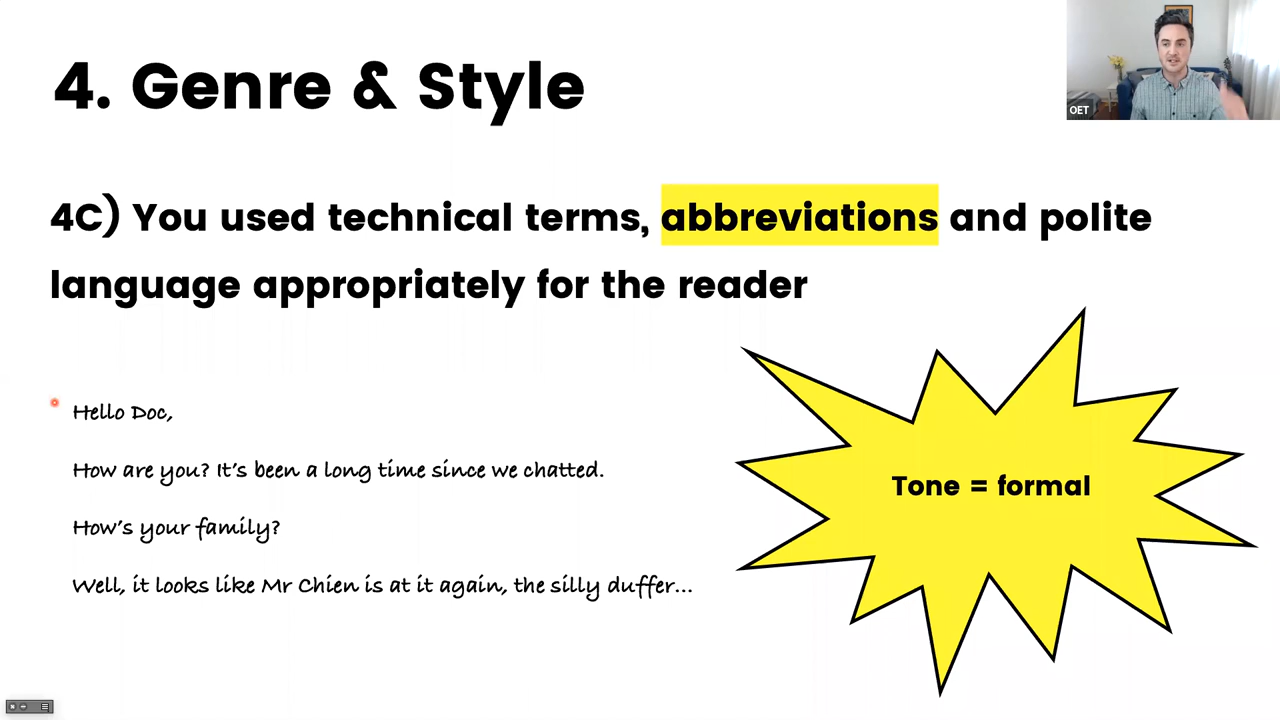 4. Genre & Style
OET
4C) You used technical terms, abbreviations and polite
language appropriately for the reader
Hello Doc,
How are you? It's been a long time since we chatted.
How's your family?
Well, it looks like Mr Chien is at it again, the silly duffer...
Tone = formal